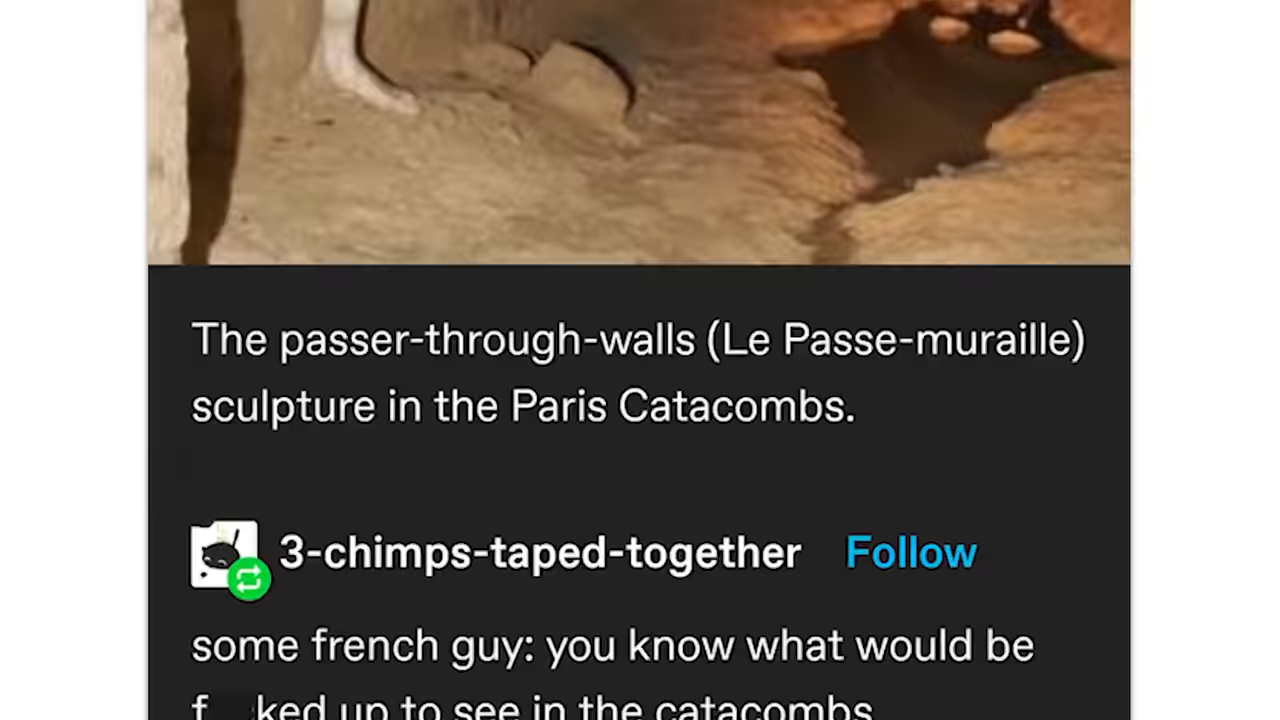 The passer-through-walls (Le Passe-muraille)
sculpture in the Paris Catacombs.
3-chimps-taped-together Follow
some french guy: you know what would be
f ked up to see in the catacombs